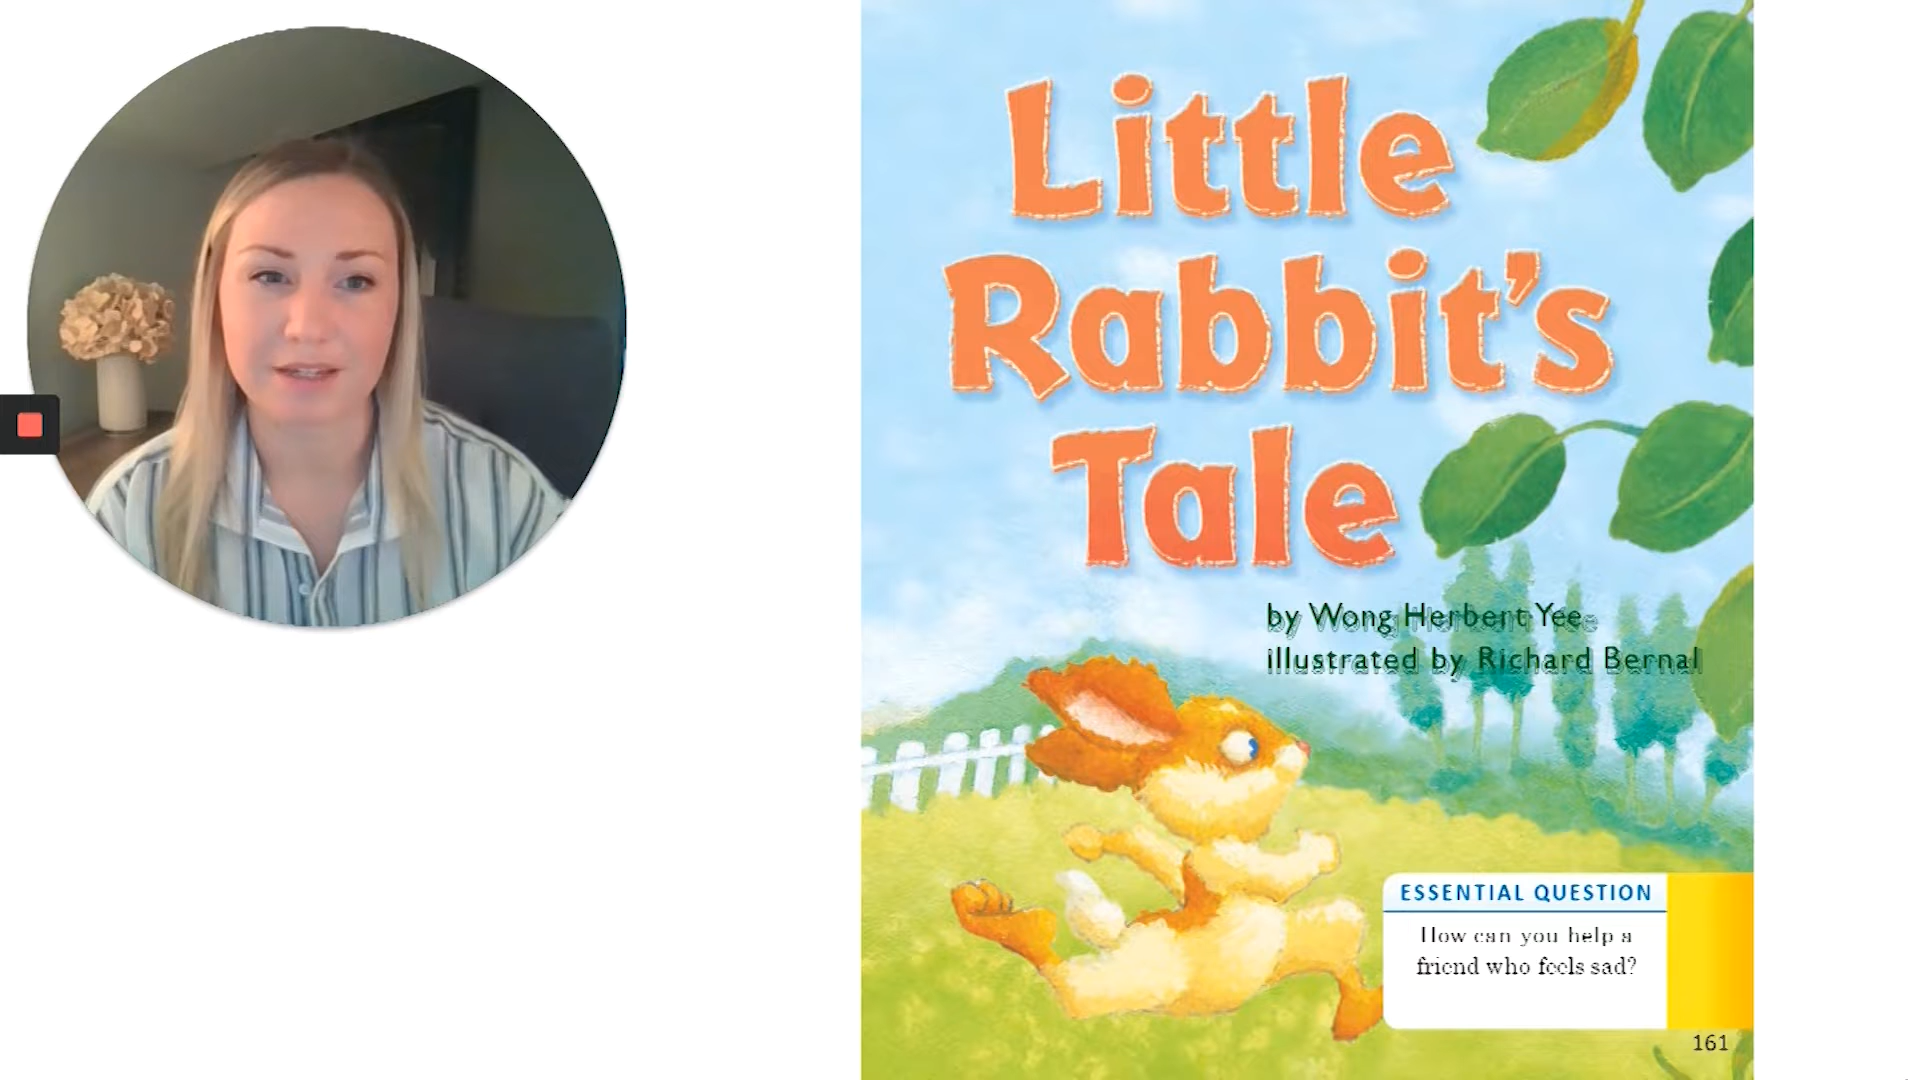 Little
Rabbit's
Tale
by Wong Herbert Yee
illustrated by Richard Bernal
ESSENTIAL QUESTION
How can you help a
friend who feels sad?
161